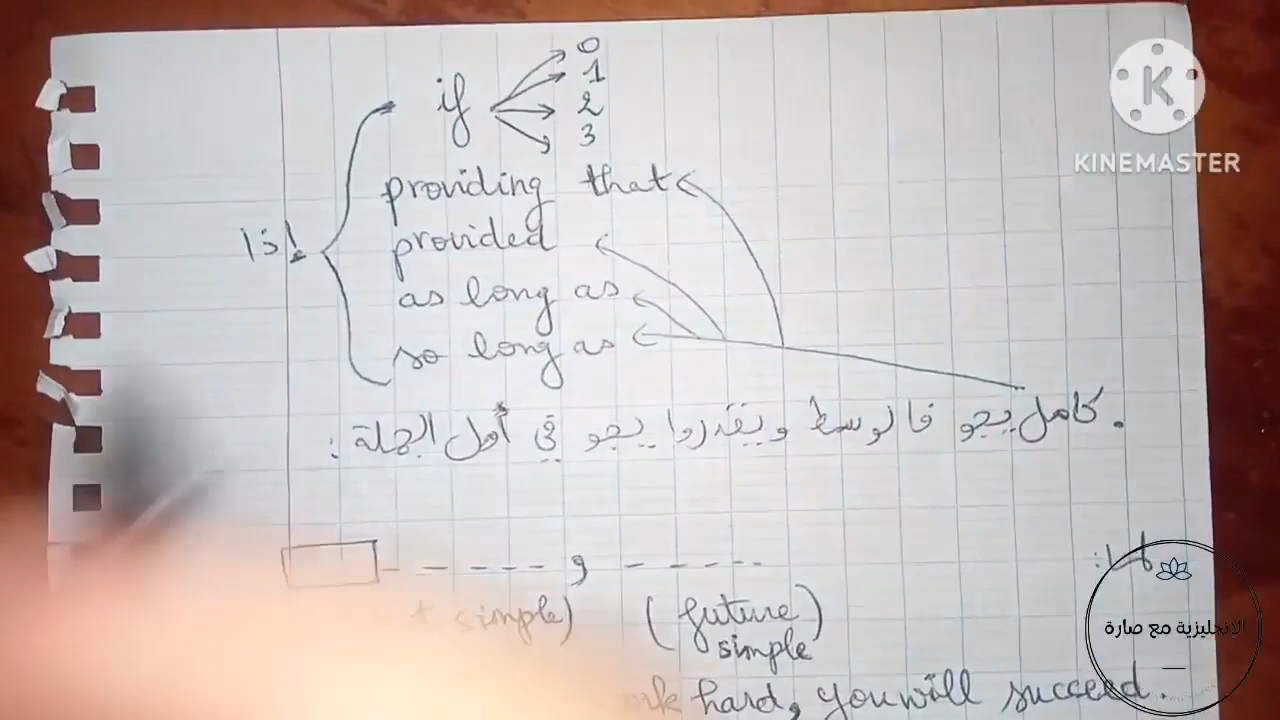 if 0
1
2
3
providing that
provided
إذا
as long as
so long as
. كامل يجو فالوسط ويقدروا يجو في أول الجملة :
simple) (future
simple)
hard, you will succeed.
KINEMASTER
الانجليزية مع صارة